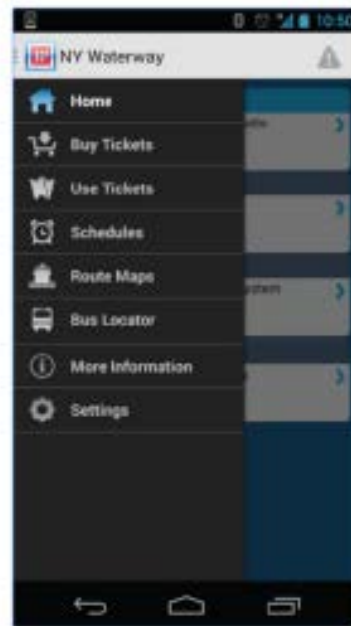 10:50
NY Waterway
Home
Buy Tickets
Use Tickets
Schedules
Route Maps
Bus Locator
More Information
Settings